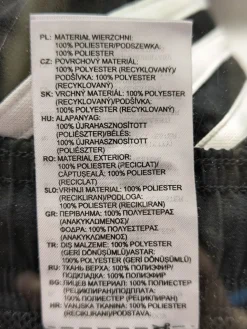 PL: MATERIAŁ WIERZCHNI:
100% POLIESTER/PODSZEWKA:
100% POLIESTER
CZ: POVRCHOVÝ MATERIÁL:
100% POLYESTER (RECYKLOVANÝ)/
PODŠÍVKA: 100% POLYESTER
(RECYKLOVANÝ)
SK: VRCHNÝ MATERIÁL: 100%
POLYESTER (RECYKLOVANÝ)/
PODŠÍVKA: 100% POLYESTER
(RECYKLOVANÝ)
HU: ALAPANYAG:
100% ÚJRAHASZNOSÍTOTT
(POLIÉSZTER)/BÉLÉS:
100% ÚJRAHASZNOSÍTOTT
(POLIÉSZTER)
RO: MATERIAL EXTERIOR:
100% POLIESTER (RECICLAT)/
CĂPTUŞEALĂ: 100% POLIESTER
(RECICLAT)
SLO: VRHNJI MATERIAL: 100% POLIESTER
(RECIKLIRAN)/PODLOGA:
100% POLIESTER (RECIKLIRAN)
GR: ΠΕΡΙΒΛΗΜΑ: 100% ΠΟΛΥΕΣΤΕΡΑΣ
(ΑΝΑΚΥΚΛΩΜΕΝΟ)/
ΦΟΔΡΑ: 100% ΠΟΛΥΕΣΤΕΡΑΣ
(ΑΝΑΚΥΚΛΩΜΕΝΟ)
TR: DIŞ MALZEME: 100% POLYESTER
(GERİ DÖNÜŞÜMLÜ)/ASTAR:
100% POLYESTER (GERİ DÖNÜŞÜMLÜ)
RU: ТКАНЬ ВЕРХА: 100% ПОЛИЭФИР/
ПОДКЛАДКА: 100% ПОЛИЭФИР
BG: ЛИЦЕВ МАТЕРИАЛ: 100% ПОЛИЕСТЕР
(РЕЦИКЛИРАН)/ПОДПЛАТА:
100% ПОЛИЕСТЕР (РЕЦИКЛИРАН)
HR: VANJSKA TKANINA: 100% POLIESTER
(RECIKLIRANI)/PODSTAVA: